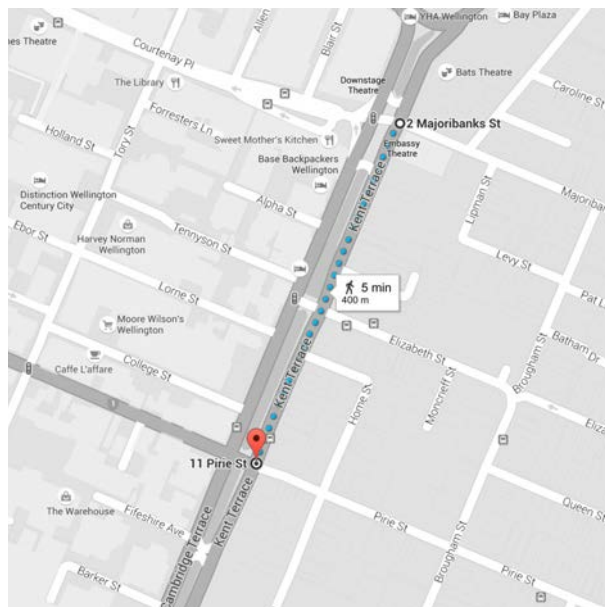 YHA Wellington
Bay Plaza
nes Theatre
Courtenay Pl
Allen
Blair St
Downstage
Theatre
Bats Theatre
The Library
Caroline St
Forresters Ln
2 Majoribanks St
Tory St
Holland St
Sweet Mother's Kitchen
Embassy
Theatre
Base Backpackers
Wellington
Distinction Wellington
Century City
Kent Terrace
Lipman St
Majoriba
Alpha St
Ebor St
Tennyson St
Harvey Norman
Wellington
Levy St
5 min
400 m
Pat L
Lorne St
Moore Wilson's
Wellington
Elizabeth St
Batham Dr
Brougham St
Caffe L'affare
College St
Kent Terrace
Home St
Moncrieff St
Eliza
1
11 Pirie St
The Warehouse
Fifeshire Ave
Kent Terrace
Cambridge Terrace
Pirie St
Queen St
Brougham St
Pirie St
Barker St